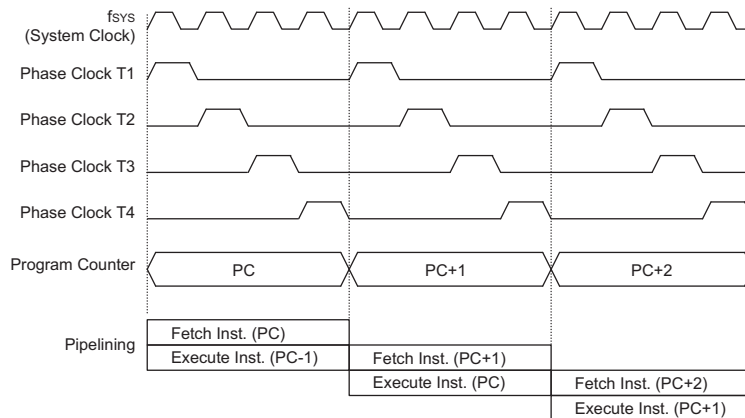 fSYS
(System Clock)
Phase Clock T1
Phase Clock T2
Phase Clock T3
Phase Clock T4
Program Counter
PC
PC+1
PC+2
Pipelining
Fetch Inst. (PC)
Execute Inst. (PC-1)
Fetch Inst. (PC+1)
Execute Inst. (PC)
Fetch Inst. (PC+2)
Execute Inst. (PC+1)